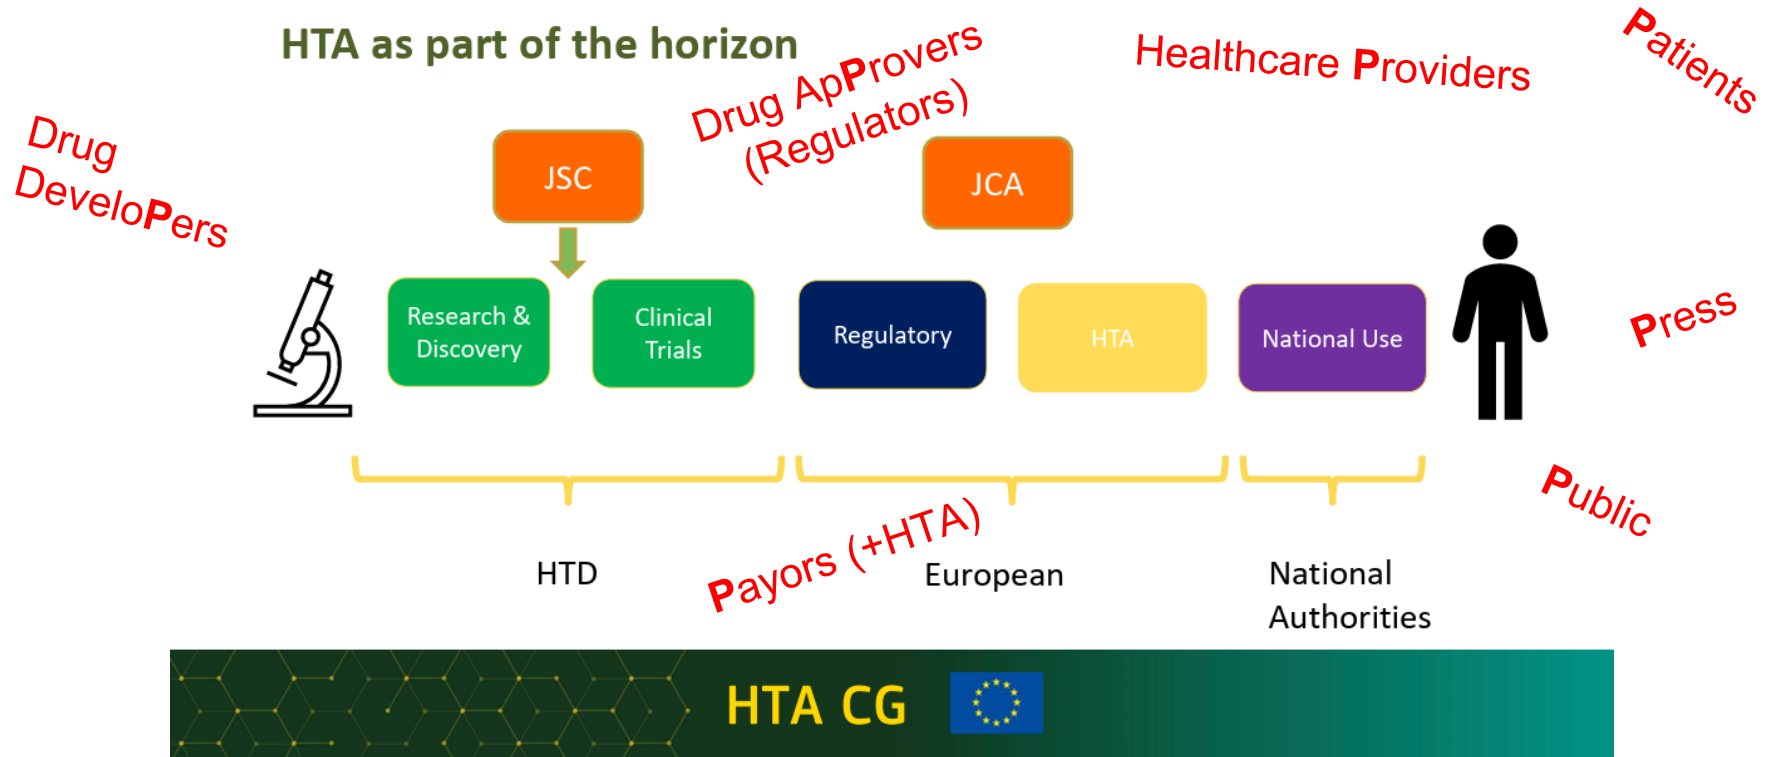 HTA as part of the horizon
Drug ApProvers
(Regulators)
Healthcare Providers
Patients
Drug
DeveloPers
JSC
JCA
Research &
Discovery
Clinical
Trials
Regulatory
HTA
National Use
Press
Public
HTD
Payors (+HTA)
European
National
Authorities
HTA CG